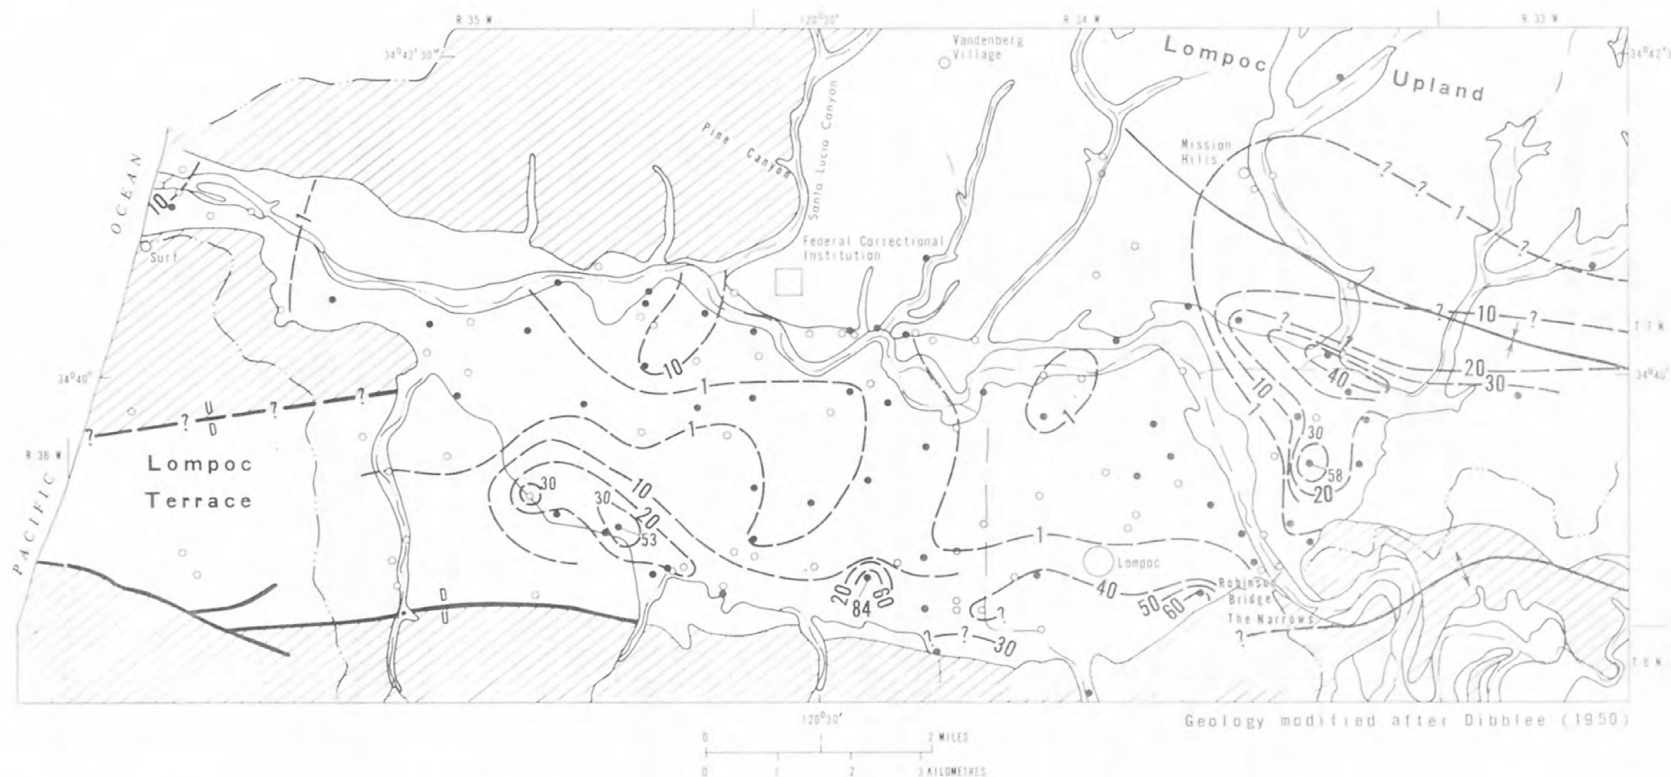 R 35 W
120°30'
R 34 W
R 33 W
34°42'30"
34°42'3
Vandenberg
Village
Lompoc
Upland
Pine Canyon
Santa Lucia Canyon
Mission
Hills
OCEAN
10
1
Surf
Federal Correctional
Institution
?
?
1
?
?
10
?
T 7 N.
10
1
20
30
40
?
34°40'
34°40'
1
10
1
? U ? ?
? D
R 36 W
Lompoc
Terrace
PACIFIC
30
30
10
20
53
30
58
20
1
Lompoc
20
60
84
40
50
60
?
Robinson
Bridge
The Narrows
?
D
U
? ? 30
T 6 N.
120°30'
Geology modified after Dibblee (1950)
0 2 MILES
0 1 2 3 KILOMETRES